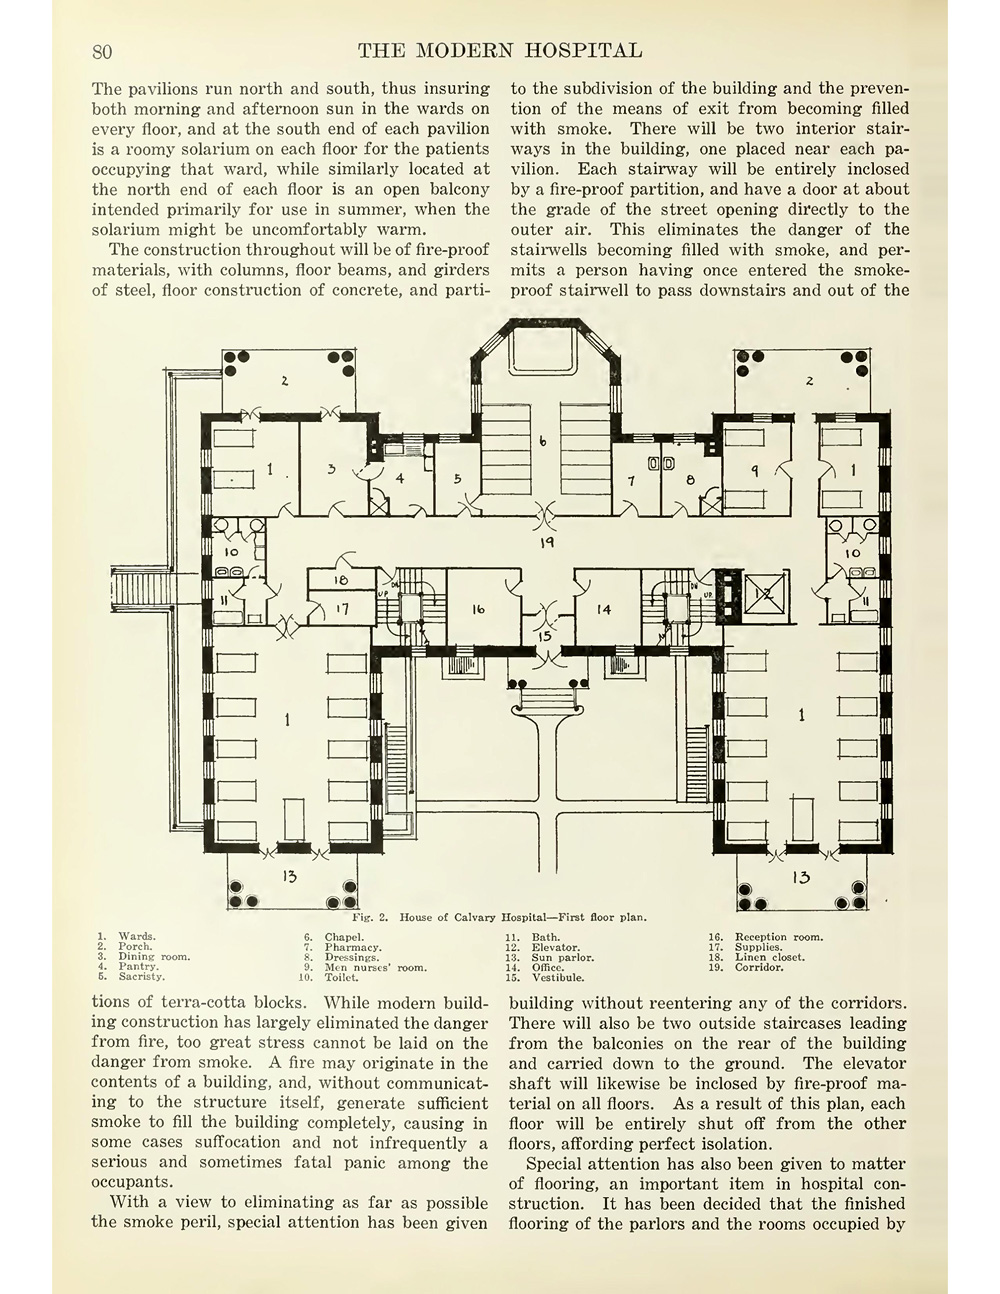 80
THE MODERN HOSPITAL
The pavilions run north and south, thus insuring
both morning and afternoon sun in the wards on
every floor, and at the south end of each pavilion
is a roomy solarium on each floor for the patients
occupying that ward, while similarly located at
the north end of each floor is an open balcony
intended primarily for use in summer, when the
solarium might be uncomfortably warm.
The construction throughout will be of fire-proof
materials, with columns, floor beams, and girders
of steel, floor construction of concrete, and parti-
to the subdivision of the building and the preven-
tion of the means of exit from becoming filled
with smoke. There will be two interior stair-
ways in the building, one placed near each pa-
vilion. Each stairway will be entirely inclosed
by a fire-proof partition, and have a door at about
the grade of the street opening directly to the
outer air. This eliminates the danger of the
stairwells becoming filled with smoke, and per-
mits a person having once entered the smoke-
proof stairwell to pass downstairs and out of the
2
2
1
3
4
5
6
7
8
9
1
19
10
10
18
17
16
14
12
11
11
15
DN
UP
DN
UP
1
1
13
13
Fig. 2. House of Calvary Hospital—First floor plan.
1. Wards.
2. Porch.
3. Dining room.
4. Pantry.
5. Sacristy.
6. Chapel.
7. Pharmacy.
8. Dressings.
9. Men nurses' room.
10. Toilet.
11. Bath.
12. Elevator.
13. Sun parlor.
14. Office.
15. Vestibule.
16. Reception room.
17. Supplies.
18. Linen closet.
19. Corridor.
tions of terra-cotta blocks. While modern build-
ing construction has largely eliminated the danger
from fire, too great stress cannot be laid on the
danger from smoke. A fire may originate in the
contents of a building, and, without communicat-
ing to the structure itself, generate sufficient
smoke to fill the building completely, causing in
some cases suffocation and not infrequently a
serious and sometimes fatal panic among the
occupants.
With a view to eliminating as far as possible
the smoke peril, special attention has been given
building without reentering any of the corridors.
There will also be two outside staircases leading
from the balconies on the rear of the building
and carried down to the ground. The elevator
shaft will likewise be inclosed by fire-proof ma-
terial on all floors. As a result of this plan, each
floor will be entirely shut off from the other
floors, affording perfect isolation.
Special attention has also been given to matter
of flooring, an important item in hospital con-
struction. It has been decided that the finished
flooring of the parlors and the rooms occupied by